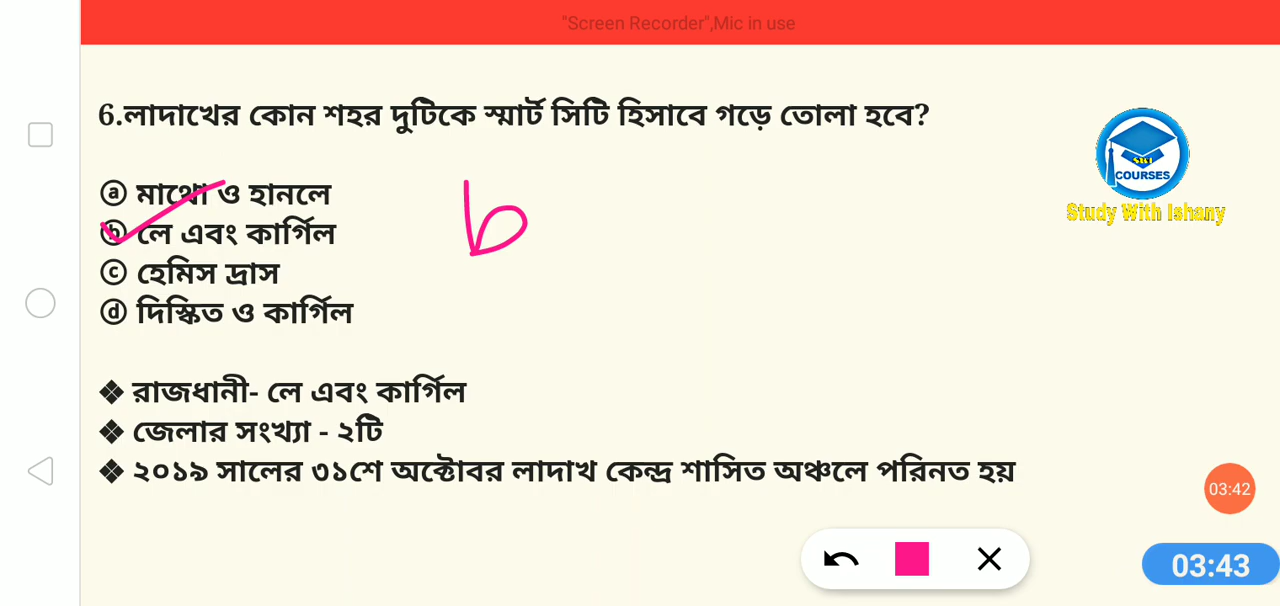 "Screen Recorder",Mic in use
6.লাদাখের কোন শহর দুটিকে স্মার্ট সিটি হিসাবে গড়ে তোলা হবে?
ⓐ মাথো ও হানলে
ⓑ লে এবং কার্গিল
b
ⓒ হেমিস দ্রাস
ⓓ দিস্কিত ও কার্গিল
❖ রাজধানী- লে এবং কার্গিল
❖ জেলার সংখ্যা - ২টি
❖ ২০১৯ সালের ৩১শে অক্টোবর লাদাখ কেন্দ্র শাসিত অঞ্চলে পরিনত হয়
COURSES
Study With Ishany
03:42
03:43